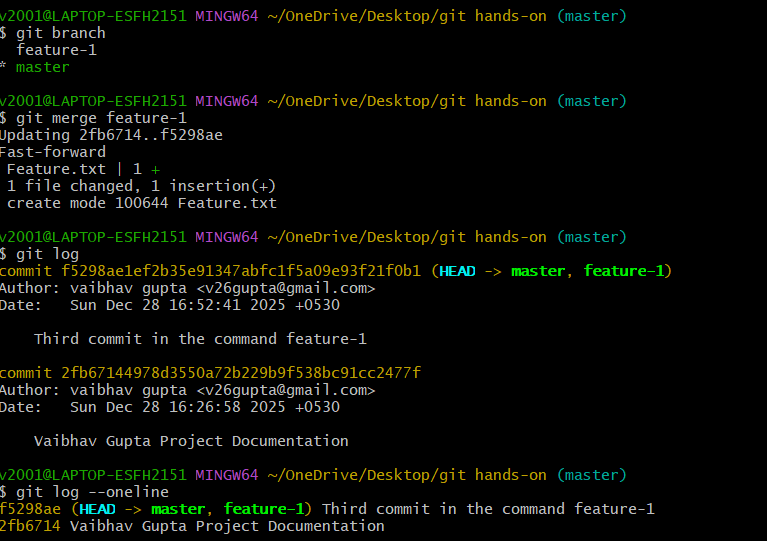 v2001@LAPTOP-ESFH2151 MINGW64 ~/OneDrive/Desktop/git hands-on (master)
$ git branch
  feature-1
* master
v2001@LAPTOP-ESFH2151 MINGW64 ~/OneDrive/Desktop/git hands-on (master)
$ git merge feature-1
Updating 2fb6714..f5298ae
Fast-forward
 Feature.txt | 1 +
 1 file changed, 1 insertion(+)
 create mode 100644 Feature.txt
v2001@LAPTOP-ESFH2151 MINGW64 ~/OneDrive/Desktop/git hands-on (master)
$ git log
commit f5298ae1ef2b35e91347abfc1f5a09e93f21f0b1 (HEAD -> master, feature-1)
Author: vaibhav gupta <v26gupta@gmail.com>
Date:   Sun Dec 28 16:52:41 2025 +0530
    Third commit in the command feature-1
commit 2fb67144978d3550a72b229b9f538bc91cc2477f
Author: vaibhav gupta <v26gupta@gmail.com>
Date:   Sun Dec 28 16:26:58 2025 +0530
    Vaibhav Gupta Project Documentation
v2001@LAPTOP-ESFH2151 MINGW64 ~/OneDrive/Desktop/git hands-on (master)
$ git log --oneline
f5298ae (HEAD -> master, feature-1) Third commit in the command feature-1
2fb6714 Vaibhav Gupta Project Documentation